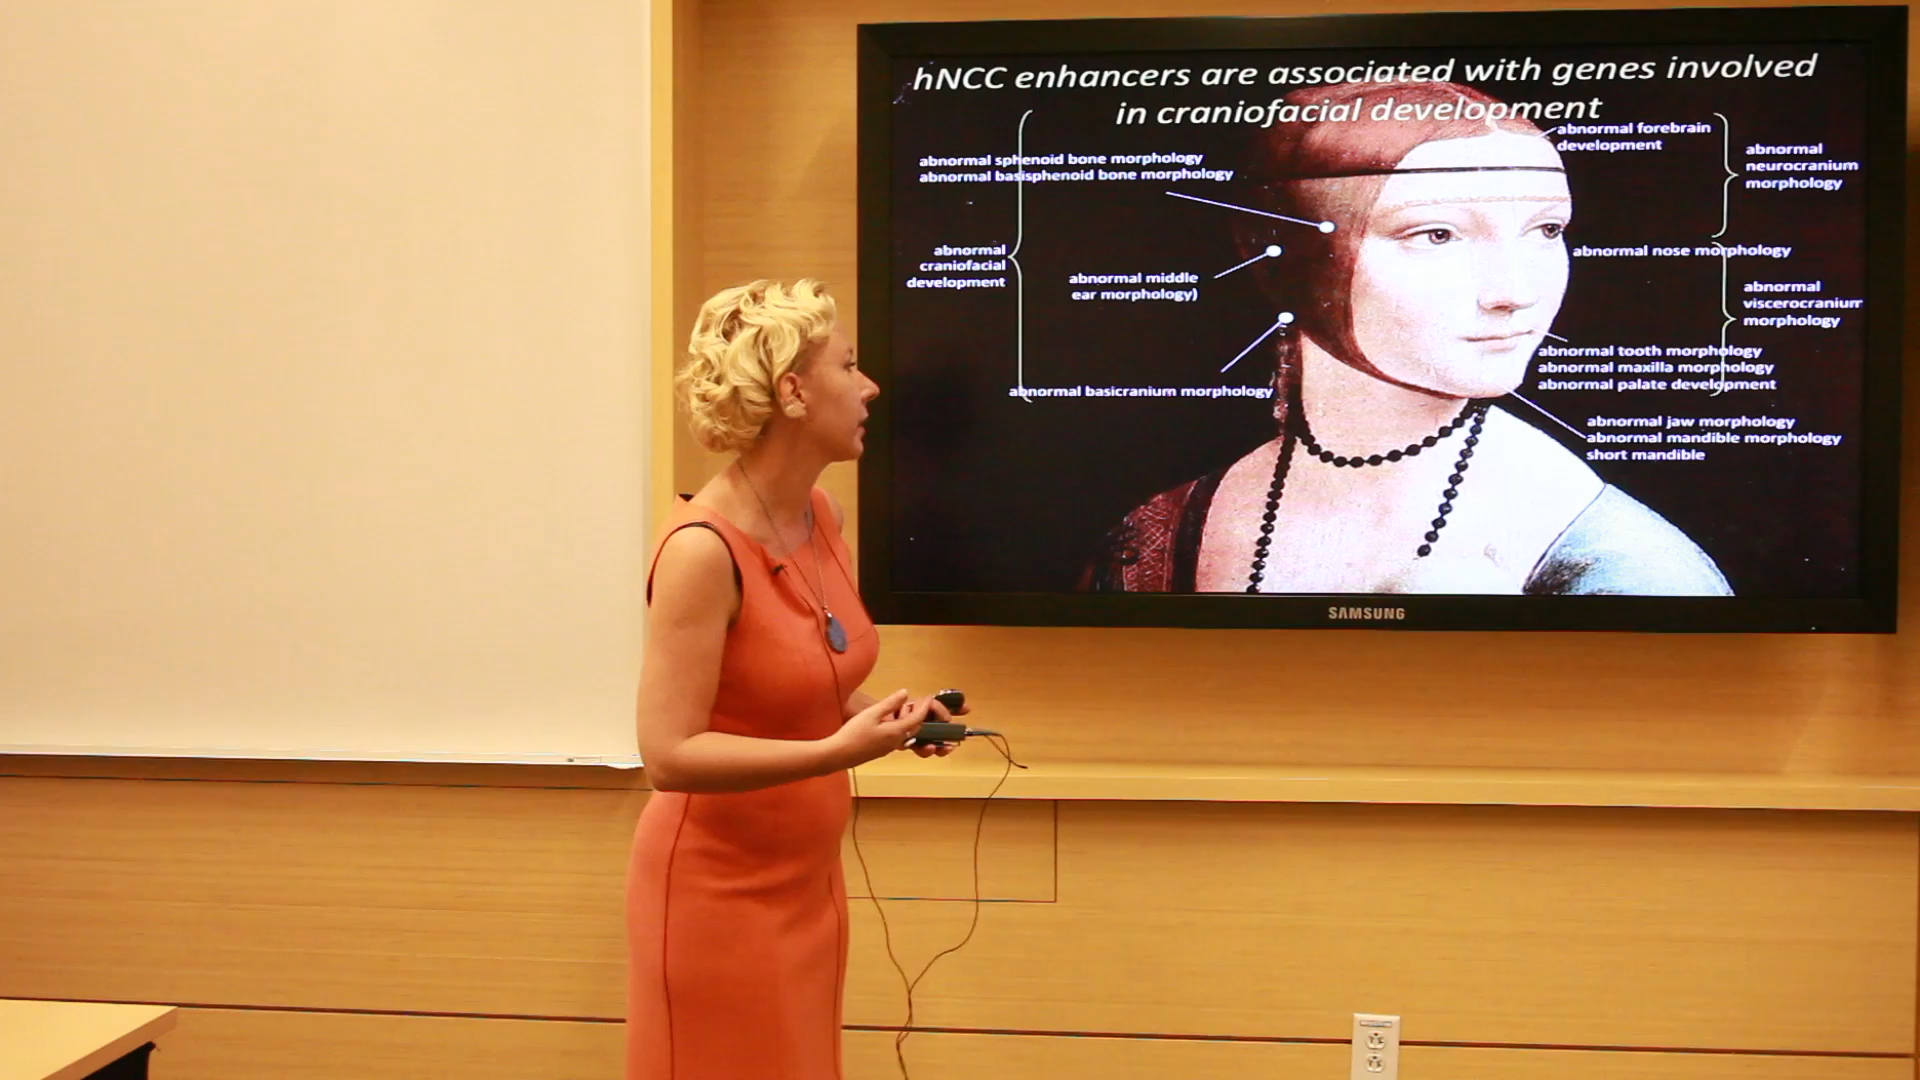 hNCC enhancers are associated with genes involved
in craniofacial development
abnormal sphenoid bone morphology
abnormal basisphenoid bone morphology
abnormal
craniofacial
development
abnormal middle
ear morphology)
abnormal basicranium morphology
abnormal forebrain
development
abnormal
neurocranium
morphology
abnormal nose morphology
abnormal
viscerocranium
morphology
abnormal tooth morphology
abnormal maxilla morphology
abnormal palate development
abnormal jaw morphology
abnormal mandible morphology
short mandible
SAMSUNG